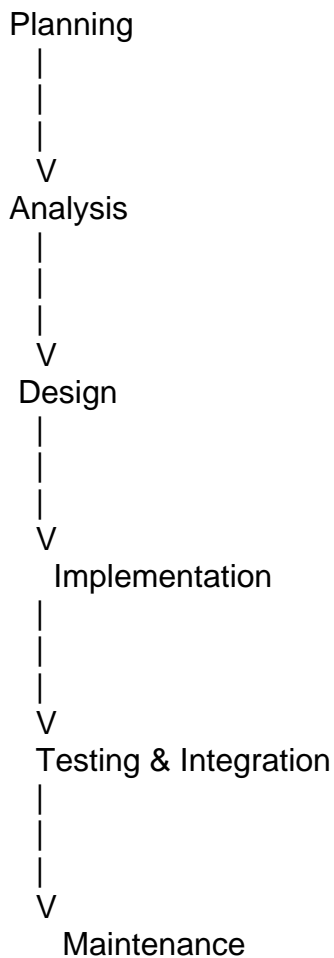 Planning
|
|
|
V
Analysis
|
|
|
V
Design
|
|
|
V
Implementation
|
|
|
V
Testing & Integration
|
|
|
V
Maintenance